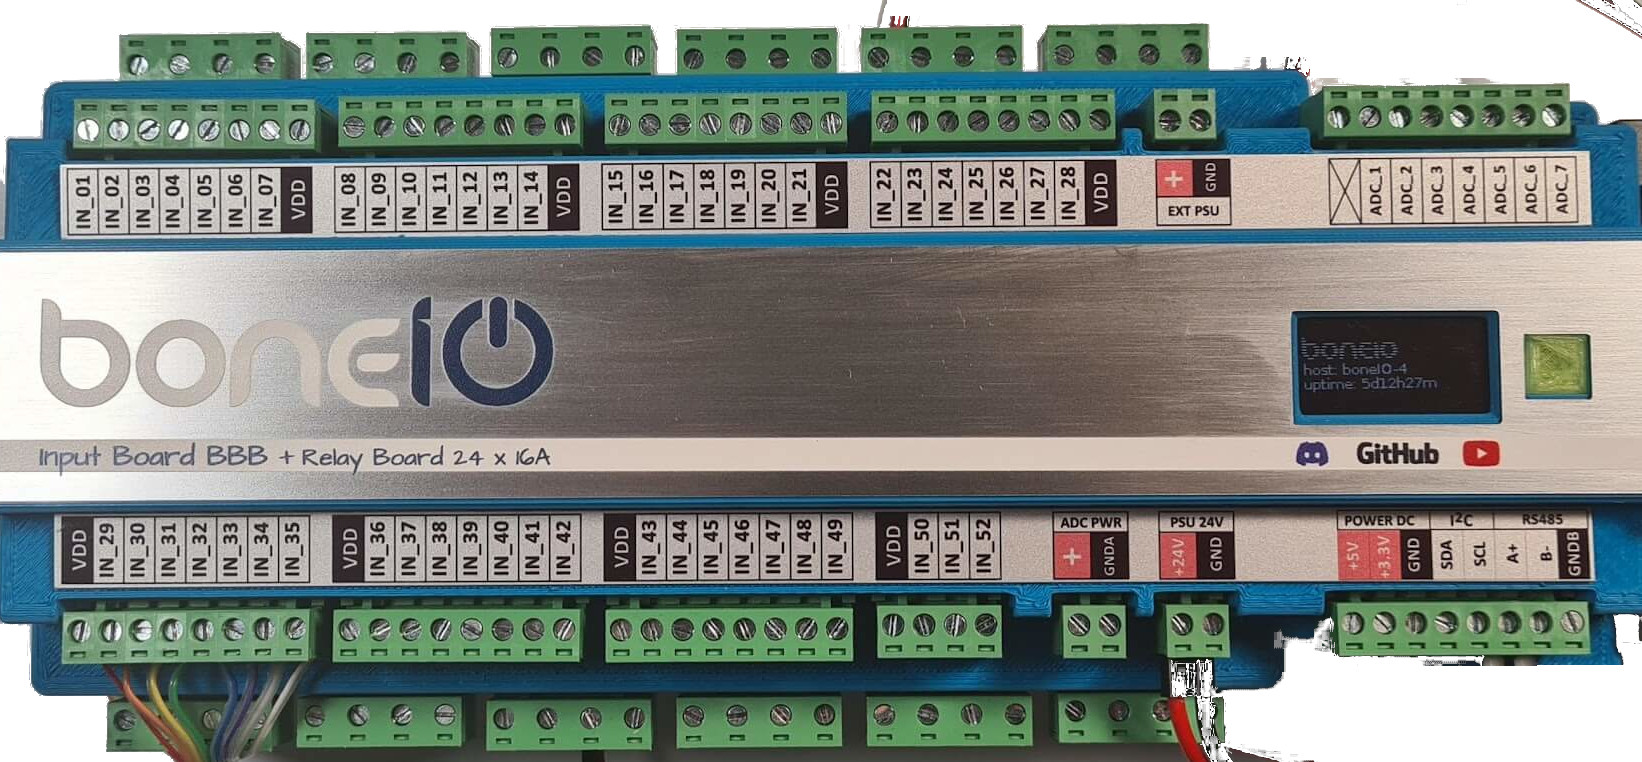 IN_01 IN_02 IN_03 IN_04 IN_05 IN_06 IN_07 VDD
IN_08 IN_09 IN_10 IN_11 IN_12 IN_13 IN_14 VDD
IN_15 IN_16 IN_17 IN_18 IN_19 IN_20 IN_21 VDD
IN_22 IN_23 IN_24 IN_25 IN_26 IN_27 IN_28 VDD
+ GND
EXT PSU
ADC_1 ADC_2 ADC_3 ADC_4 ADC_5 ADC_6 ADC_7
boneIO
boneio
host: boneIO-4
uptime: 5d12h27m
Input Board BBB + Relay Board 24 x 16A
GitHub
VDD IN_29 IN_30 IN_31 IN_32 IN_33 IN_34 IN_35
VDD IN_36 IN_37 IN_38 IN_39 IN_40 IN_41 IN_42
VDD IN_43 IN_44 IN_45 IN_46 IN_47 IN_48 IN_49
VDD IN_50 IN_51 IN_52
ADC PWR
+ GNDA
PSU 24V
+24V GND
POWER DC I²C RS485
+5V +3.3V GND SDA SCL A+ B- GNDB